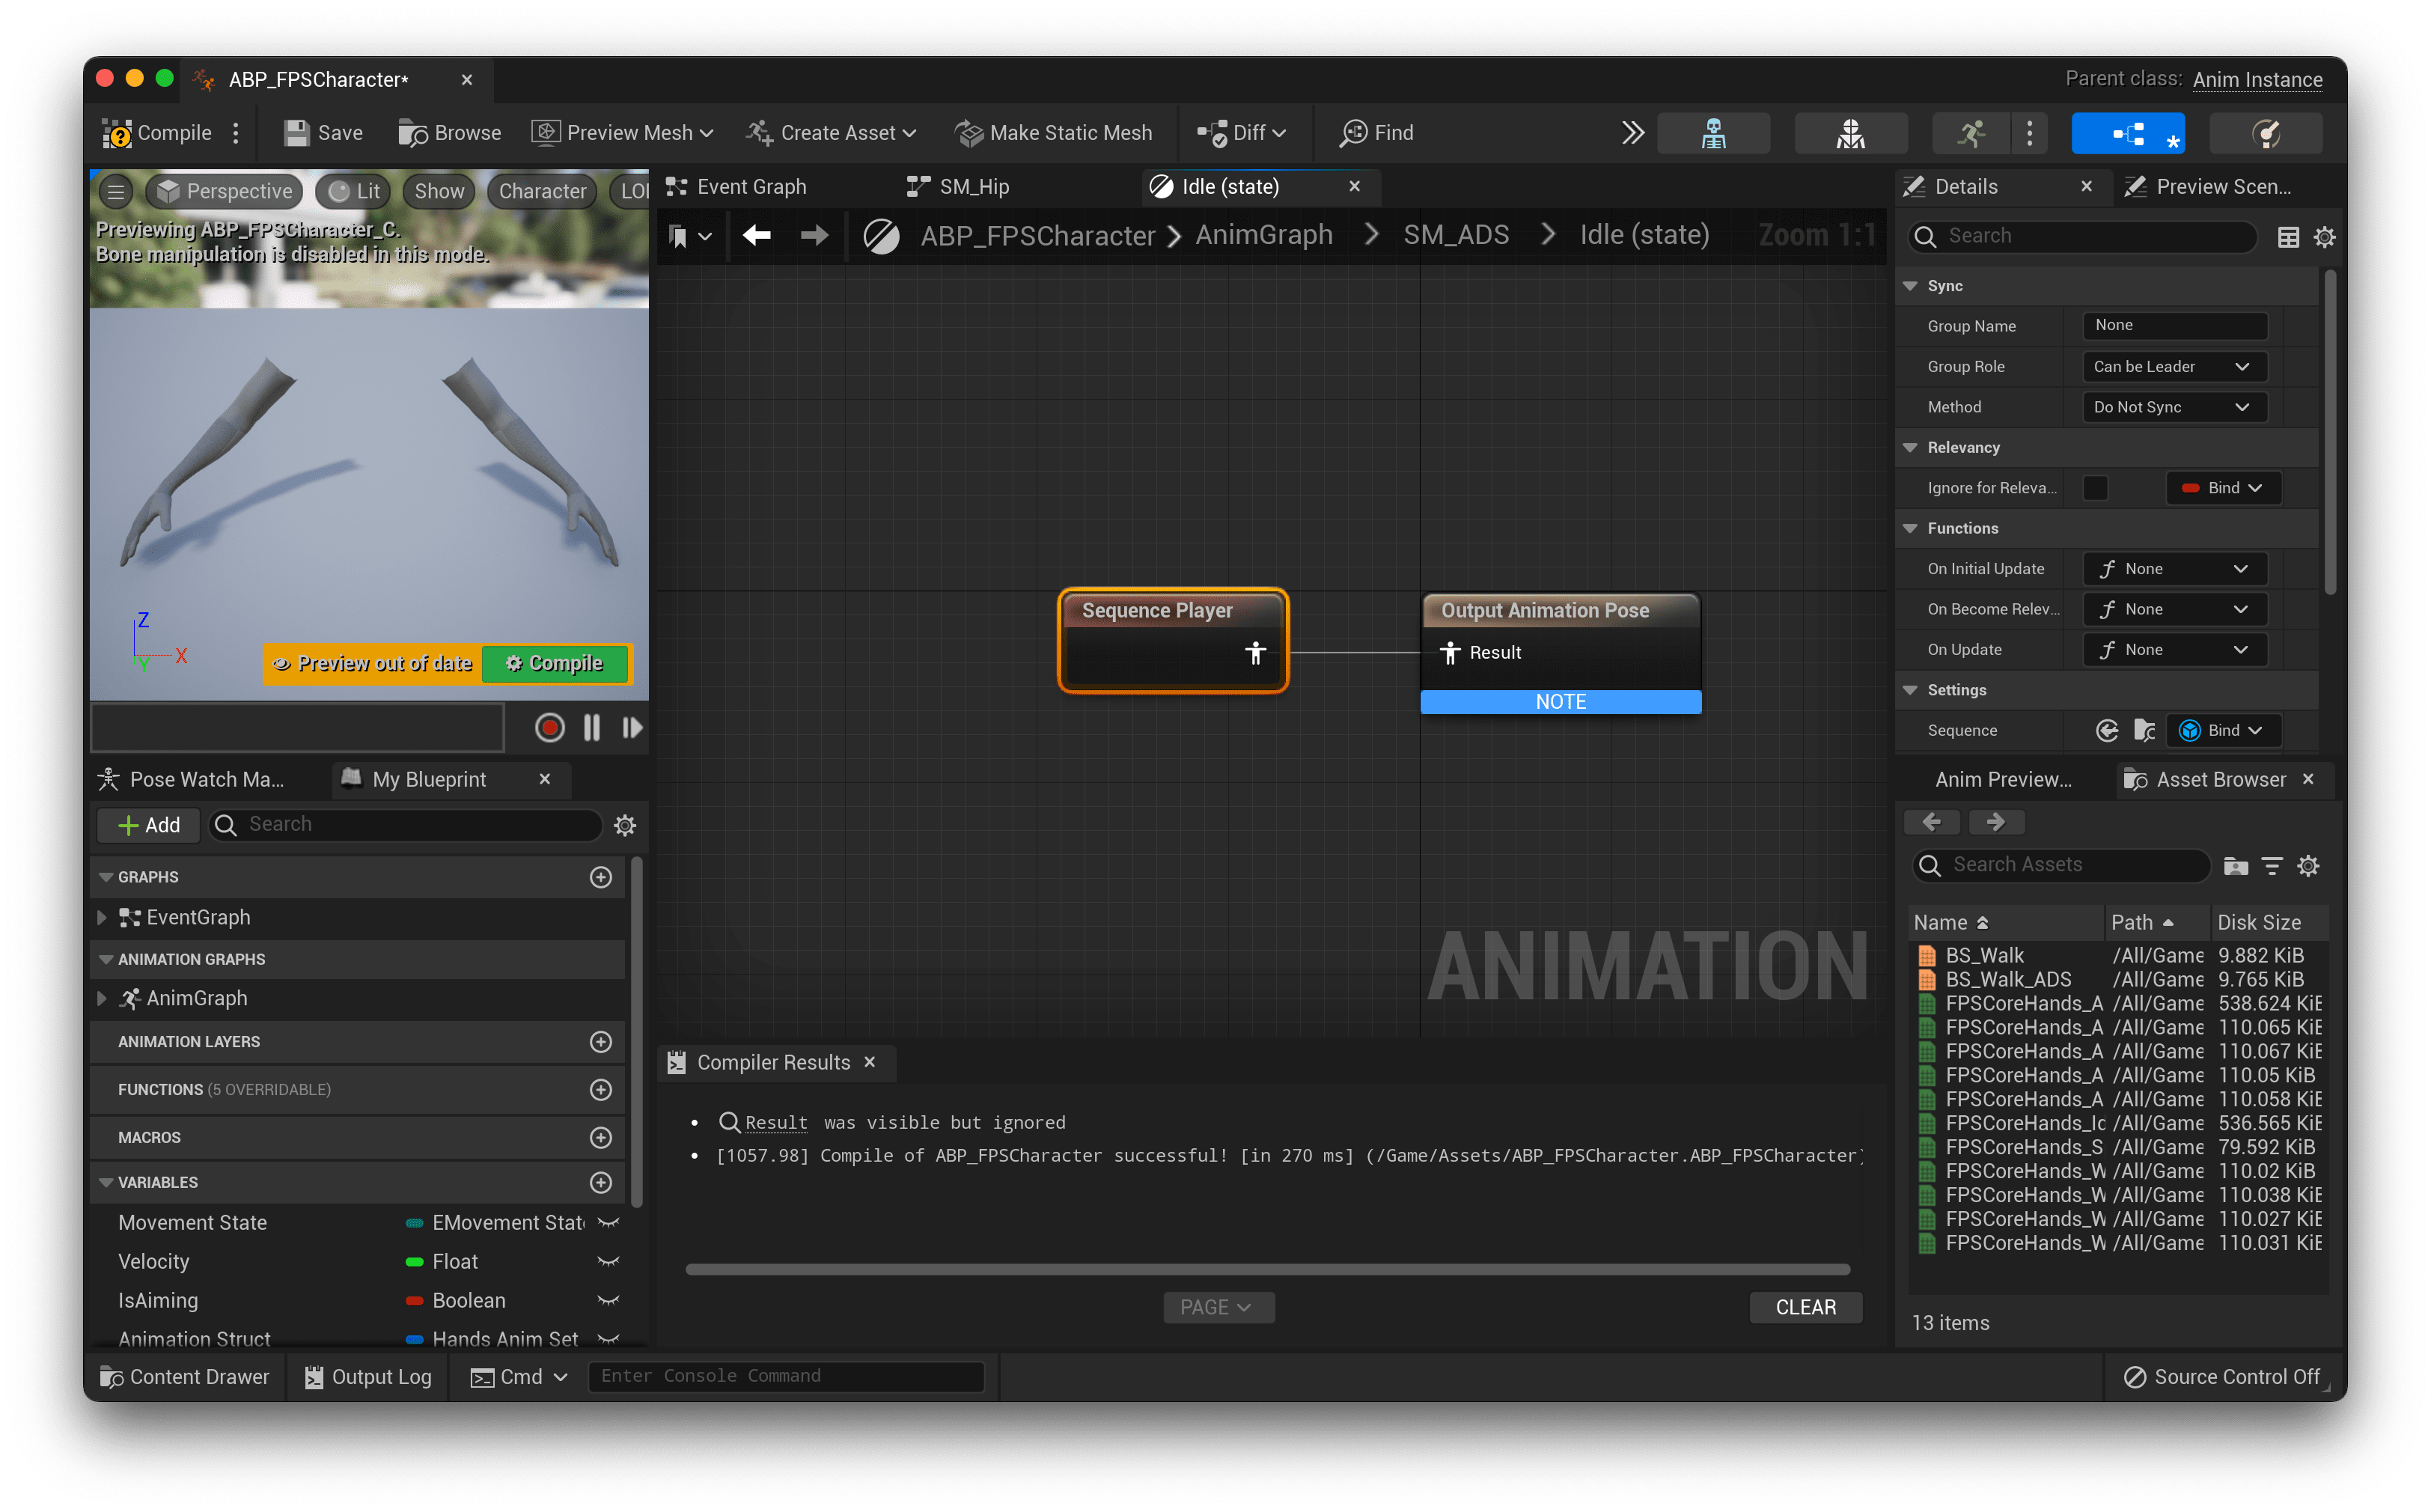 ABP_FPSCharacter*
Parent class: Anim Instance
Compile
Save
Browse
Preview Mesh
Create Asset
Make Static Mesh
Diff
Find
Perspective
Lit
Show
Character
LOD
Previewing ABP_FPSCharacter_C.
Bone manipulation is disabled in this mode.
Z
X
Y
Preview out of date
Compile
Event Graph
SM_Hip
Idle (state)
ABP_FPSCharacter > AnimGraph > SM_ADS > Idle (state)
Zoom 1:1
Sequence Player
Output Animation Pose
Result
NOTE
ANIMATION
Details
Preview Scen...
Search
Sync
Group Name None
Group Role Can be Leader
Method Do Not Sync
Relevancy
Ignore for Releva... Bind
Functions
On Initial Update None
On Become Relev... None
On Update None
Settings
Sequence Bind
Pose Watch Ma...
My Blueprint
Add
Search
GRAPHS
EventGraph
ANIMATION GRAPHS
AnimGraph
ANIMATION LAYERS
FUNCTIONS (5 OVERRIDABLE)
MACROS
VARIABLES
Movement State EMovement Stat
Velocity Float
IsAiming Boolean
Animation Struct Hands Anim Set
Compiler Results
Result was visible but ignored
[1057.98] Compile of ABP_FPSCharacter successful! [in 270 ms] (/Game/Assets/ABP_FPSCharacter.ABP_FPSCharacter)
PAGE
CLEAR
Anim Preview...
Asset Browser
Search Assets
Name Path Disk Size
BS_Walk /All/Game 9.882 KiB
BS_Walk_ADS /All/Game 9.765 KiB
FPSCoreHands_A /All/Game 538.624 KiB
FPSCoreHands_A /All/Game 110.065 KiB
FPSCoreHands_A /All/Game 110.067 KiB
FPSCoreHands_A /All/Game 110.05 KiB
FPSCoreHands_A /All/Game 110.058 KiB
FPSCoreHands_Id /All/Game 536.565 KiB
FPSCoreHands_S /All/Game 79.592 KiB
FPSCoreHands_W /All/Game 110.02 KiB
FPSCoreHands_W /All/Game 110.038 KiB
FPSCoreHands_W /All/Game 110.027 KiB
FPSCoreHands_W /All/Game 110.031 KiB
13 items
Content Drawer
Output Log
Cmd
Enter Console Command
Source Control Off